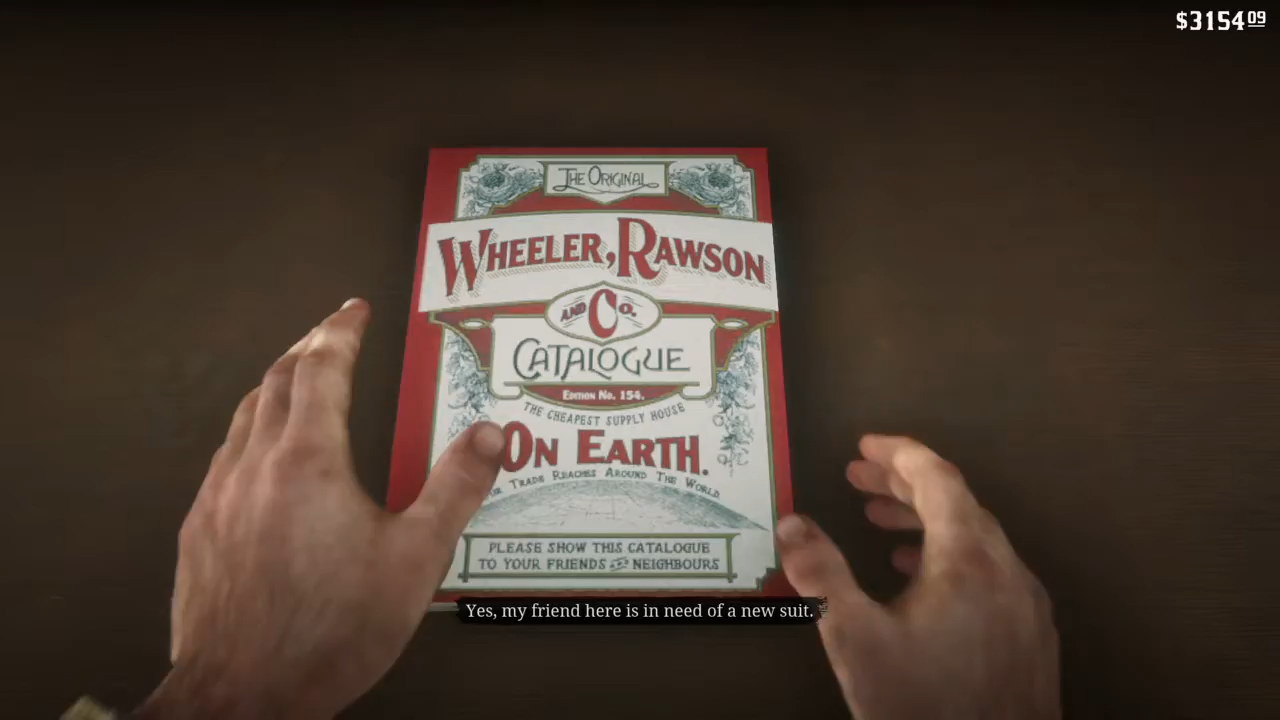 $3154 09
THE ORIGINAL
WHEELER, RAWSON
AND Co.
CATALOGUE
EDITION No. 154.
THE CHEAPEST SUPPLY HOUSE
ON EARTH.
TRADE REACHES AROUND THE WORLD
PLEASE SHOW THIS CATALOGUE
TO YOUR FRIENDS AND NEIGHBOURS
Yes, my friend here is in need of a new suit.